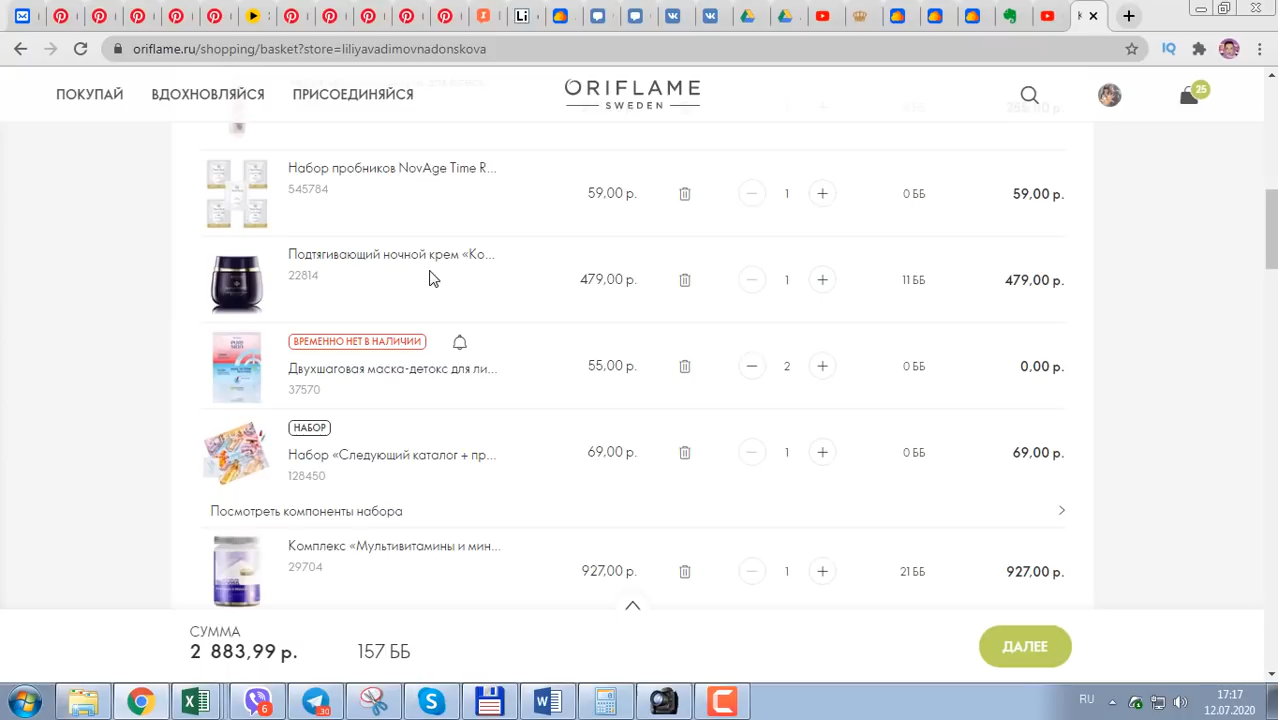 oriflame.ru/shopping/basket?store=liliyavadimovnadonskova
IQ
ПОКУПАЙ ВДОХНОВЛЯЙСЯ ПРИСОЕДИНЯЙСЯ
ORIFLAME
SWEDEN
25
Набор пробников NovAge Time R...
545784
59,00 р. 1 0 ББ 59,00 р.
Подтягивающий ночной крем «Ко...
22814
479,00 р. 1 11 ББ 479,00 р.
ВРЕМЕННО НЕТ В НАЛИЧИИ
Двухшаговая маска-детокс для ли...
37570
55,00 р. 2 0 ББ 0,00 р.
НАБОР
Набор «Следующий каталог + пр...
128450
69,00 р. 1 0 ББ 69,00 р.
Посмотреть компоненты набора
Комплекс «Мультивитамины и мин...
29704
927,00 р. 1 21 ББ 927,00 р.
СУММА
2 883,99 р. 157 ББ
ДАЛЕЕ
6
30
RU
17:17
12.07.2020